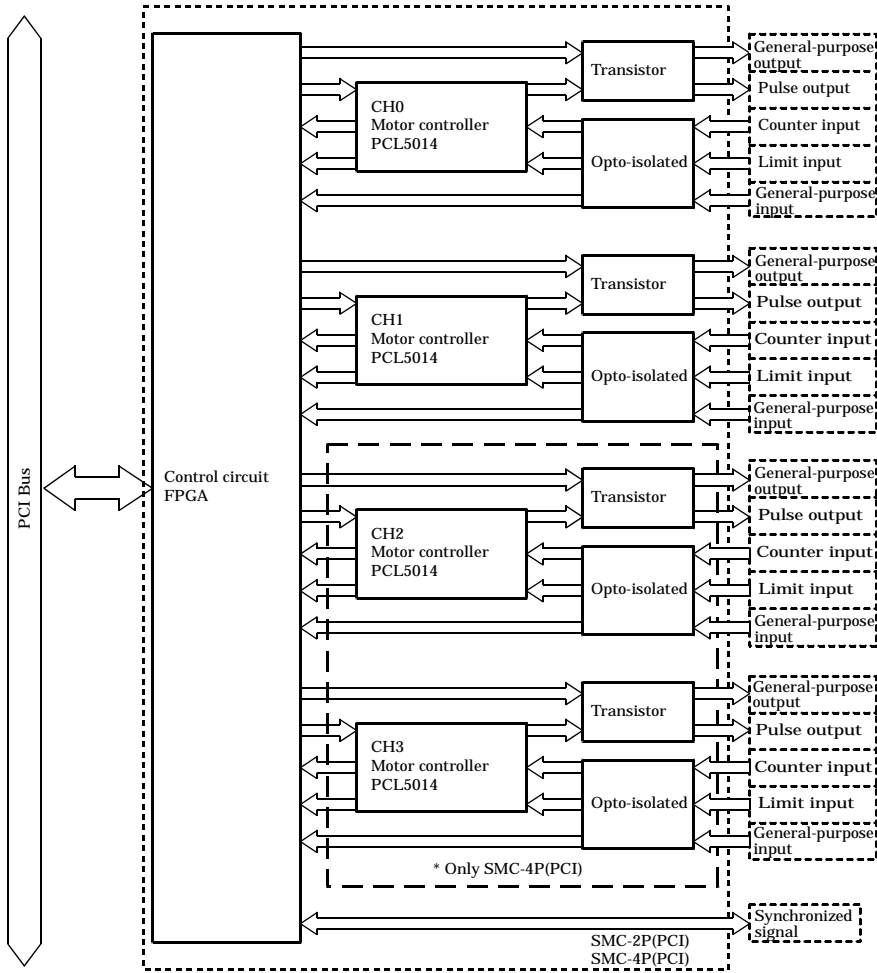 PCI Bus
Control circuit
FPGA
CH0
Motor controller
PCL5014
Transistor
Opto-isolated
General-purpose
output
Pulse output
Counter input
Limit input
General-purpose
input
CH1
Motor controller
PCL5014
Transistor
Opto-isolated
General-purpose
output
Pulse output
Counter input
Limit input
General-purpose
input
CH2
Motor controller
PCL5014
Transistor
Opto-isolated
General-purpose
output
Pulse output
Counter input
Limit input
General-purpose
input
CH3
Motor controller
PCL5014
Transistor
Opto-isolated
General-purpose
output
Pulse output
Counter input
Limit input
General-purpose
input
* Only SMC-4P(PCI)
Synchronized
signal
SMC-2P(PCI)
SMC-4P(PCI)